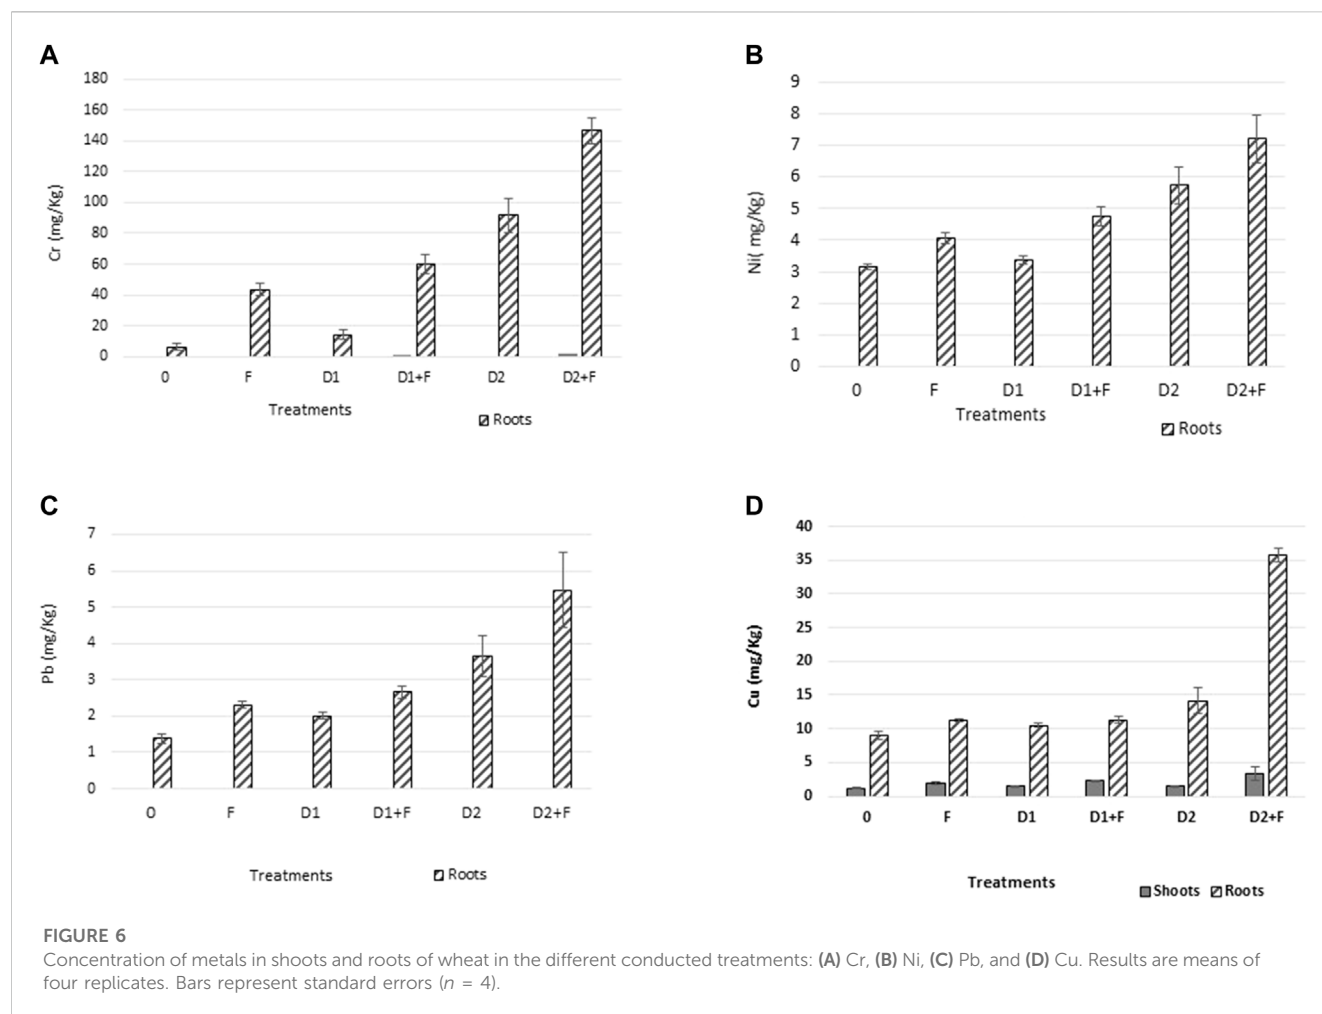 A
180
160
140
120
100
80
60
40
20
0
Cr (mg/Kg)
0 F D1 D1+F D2 D2+F
Treatments
Roots
B
9
8
7
6
5
4
3
2
1
0
Ni( mg/Kg)
0 F D1 D1+F D2 D2+F
Treatments
Roots
C
7
6
5
4
3
2
1
0
Pb (mg/Kg)
0 F D1 D1+F D2 D2+F
Treatments
Roots
D
40
35
30
25
20
15
10
5
0
Cu (mg/Kg)
0 F D1 D1+F D2 D2+F
Treatments
Shoots Roots
FIGURE 6
Concentration of metals in shoots and roots of wheat in the different conducted treatments: (A) Cr, (B) Ni, (C) Pb, and (D) Cu. Results are means of
four replicates. Bars represent standard errors (n = 4).